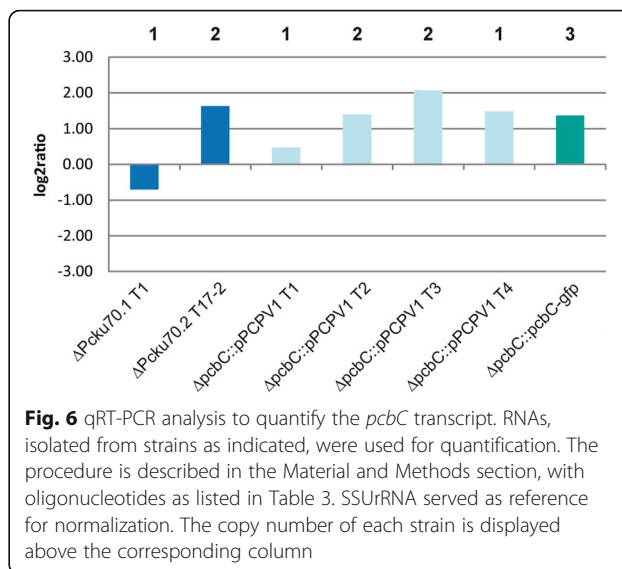 1 2 1 2 2 1 3
3.00
2.00
1.00
0.00
-1.00
-2.00
-3.00
log2ratio
ΔPcku70.1 T1
ΔPcku70.2 T17-2
ΔpcbC::pPCPV1 T1
ΔpcbC::pPCPV1 T2
ΔpcbC::pPCPV1 T3
ΔpcbC::pPCPV1 T4
ΔpcbC::pcbC-gfp
Fig. 6 qRT-PCR analysis to quantify the pcbC transcript. RNAs,
isolated from strains as indicated, were used for quantification. The
procedure is described in the Material and Methods section, with
oligonucleotides as listed in Table 3. SSUrRNA served as reference
for normalization. The copy number of each strain is displayed
above the corresponding column